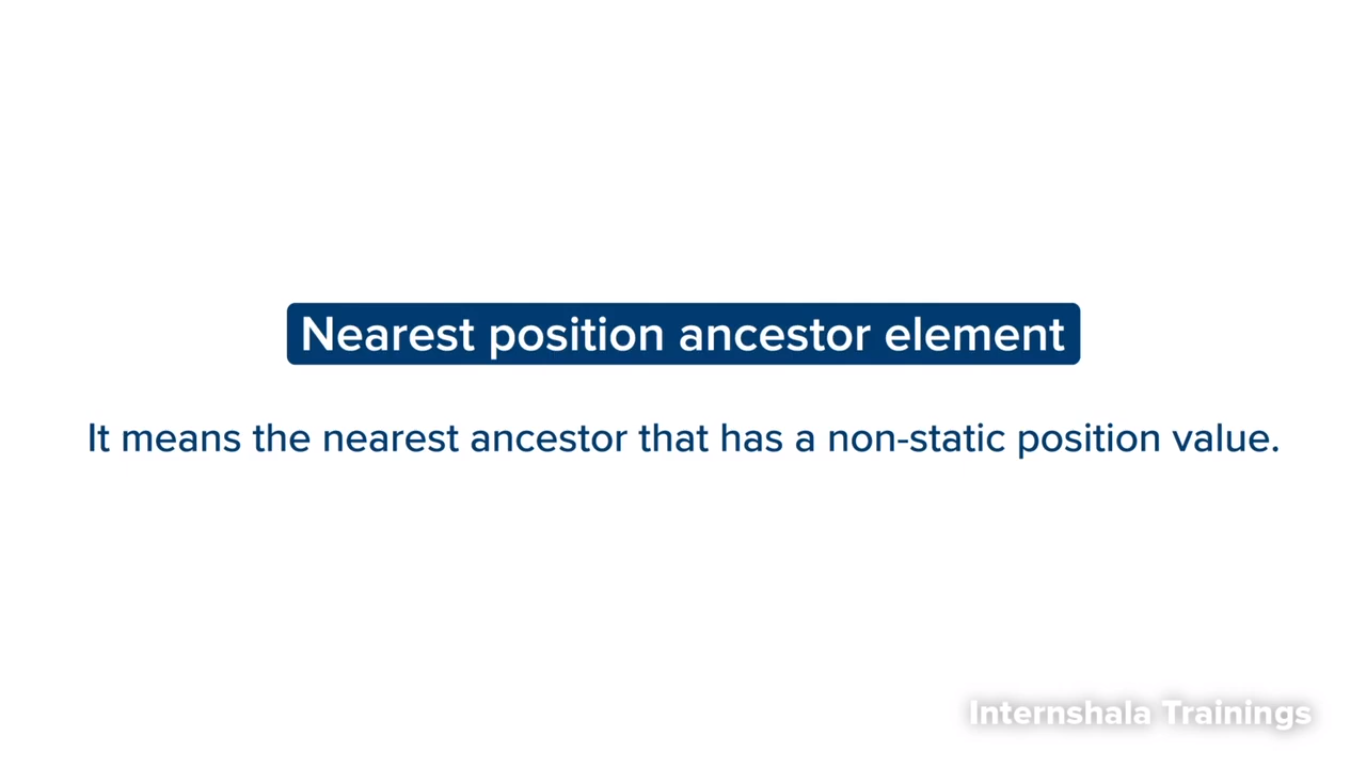 Nearest position ancestor element
It means the nearest ancestor that has a non-static position value.
Internshala Trainings